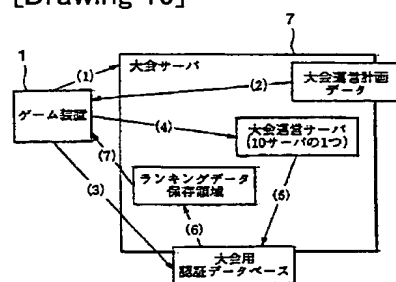 [Drawing 10]
7
1
(1)
大会サーバ
(2)
大会運営計画
データ
ゲーム装置
(4)
大会運営サーバ
(10サーバの1つ)
(7)
ランキングデータ
保存領域
(3)
(5)
(6)
大会用
認証データベース